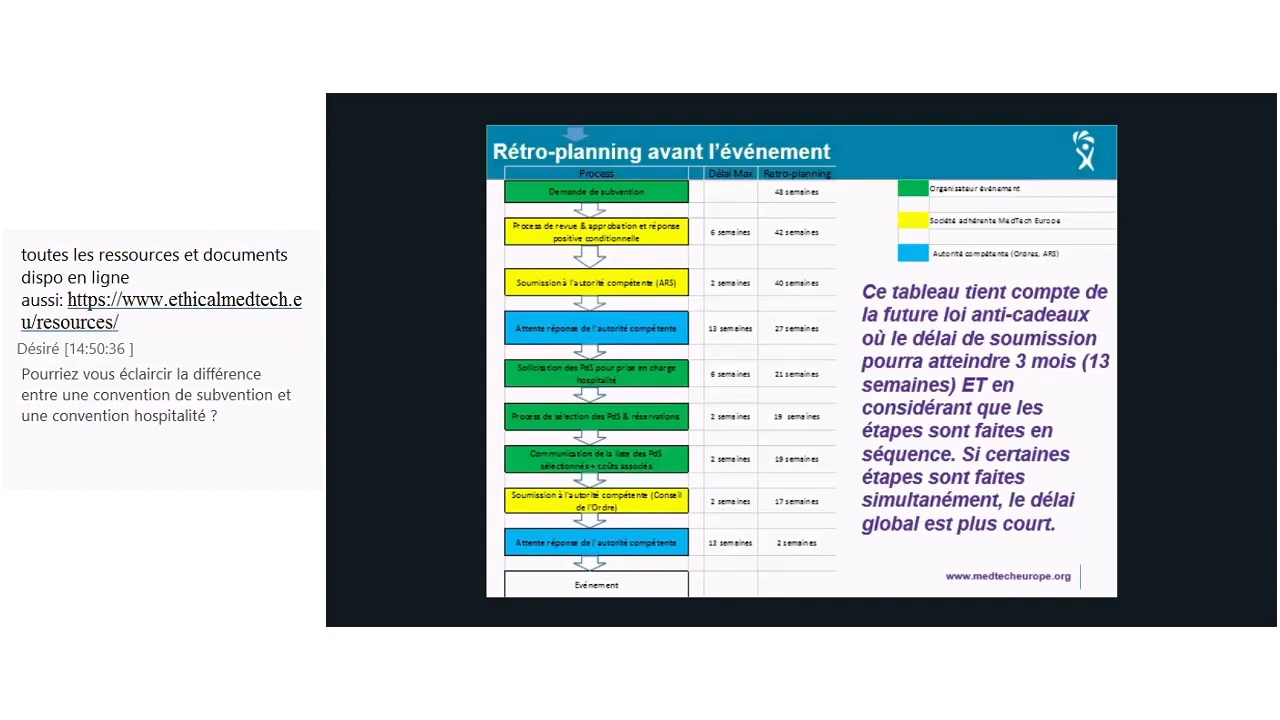 toutes les ressources et documents
dispo en ligne
aussi: https://www.ethicalmedtech.e
u/resources/
Désiré [14:50:36 ]
Pourriez vous éclaircir la différence
entre une convention de subvention et
une convention hospitalité ?
Rétro-planning avant l'événement
Process Délai Max Retro-planning
Demande de subvention 48 semaines
Process de revue & approbation et réponse
positive conditionnelle 6 semaines 42 semaines
Soumission à l'autorité compétente (ARS) 2 semaines 40 semaines
Attente réponse de l'autorité compétente 13 semaines 27 semaines
Sollicitation des PdS pour prise en charge
hospitalité 6 semaines 21 semaines
Process de sélection des PdS & réservations 2 semaines 19 semaines
Communication de la liste des PdS
sélectionnés+ coûts associés 2 semaines 19 semaines
Soumission à l'autorité compétente (Conseil
de l'Ordre) 2 semaines 17 semaines
Attente réponse de l'autorité compétente 13 semaines 2 semaines
Evénement
Organisateur événement
Société adhérente MedTech Europe
Autorité compétente (Ordres, ARS)
Ce tableau tient compte de
la future loi anti-cadeaux
où le délai de soumission
pourra atteindre 3 mois (13
semaines) ET en
considérant que les
étapes sont faites en
séquence. Si certaines
étapes sont faites
simultanément, le délai
global est plus court.
www.medtecheurope.org